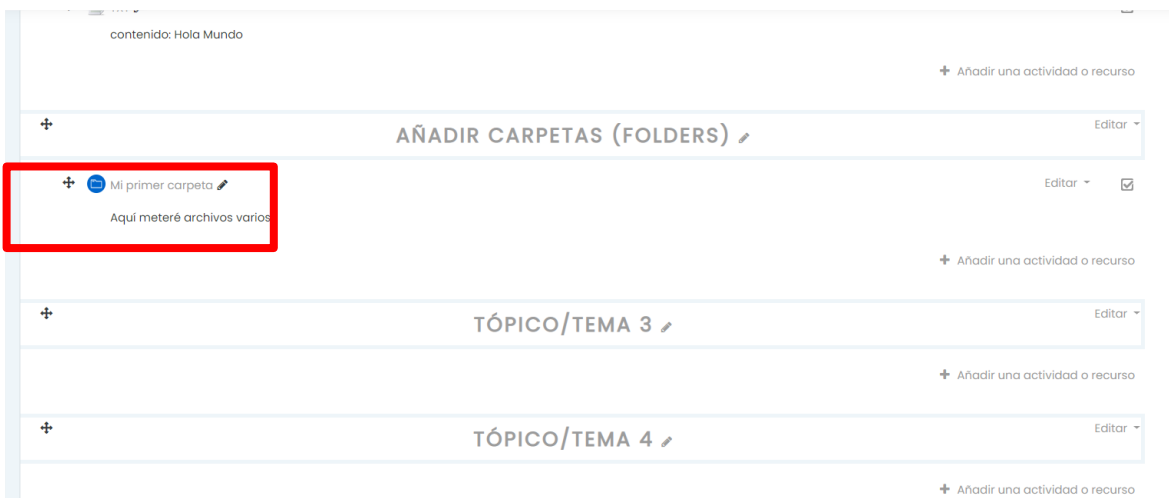 contenido: Hola Mundo
Añadir una actividad o recurso
Editar
AÑADIR CARPETAS (FOLDERS)
Mi primer carpeta Editar
Aquí meteré archivos varios
Añadir una actividad o recurso
Editar
TÓPICO/TEMA 3
Añadir una actividad o recurso
Editar
TÓPICO/TEMA 4
Añadir una actividad o recurso